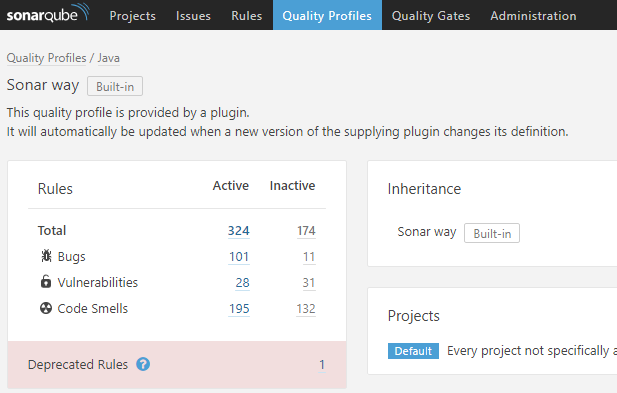 sonarqube Projects Issues Rules Quality Profiles Quality Gates Administration
Quality Profiles / Java
Sonar way Built-in
This quality profile is provided by a plugin.
It will automatically be updated when a new version of the supplying plugin changes its definition.
Rules Active Inactive
Total 324 174
Bugs 101 11
Vulnerabilities 28 31
Code Smells 195 132
Deprecated Rules ? 1
Inheritance
Sonar way Built-in
Projects
Default Every project not specifically a